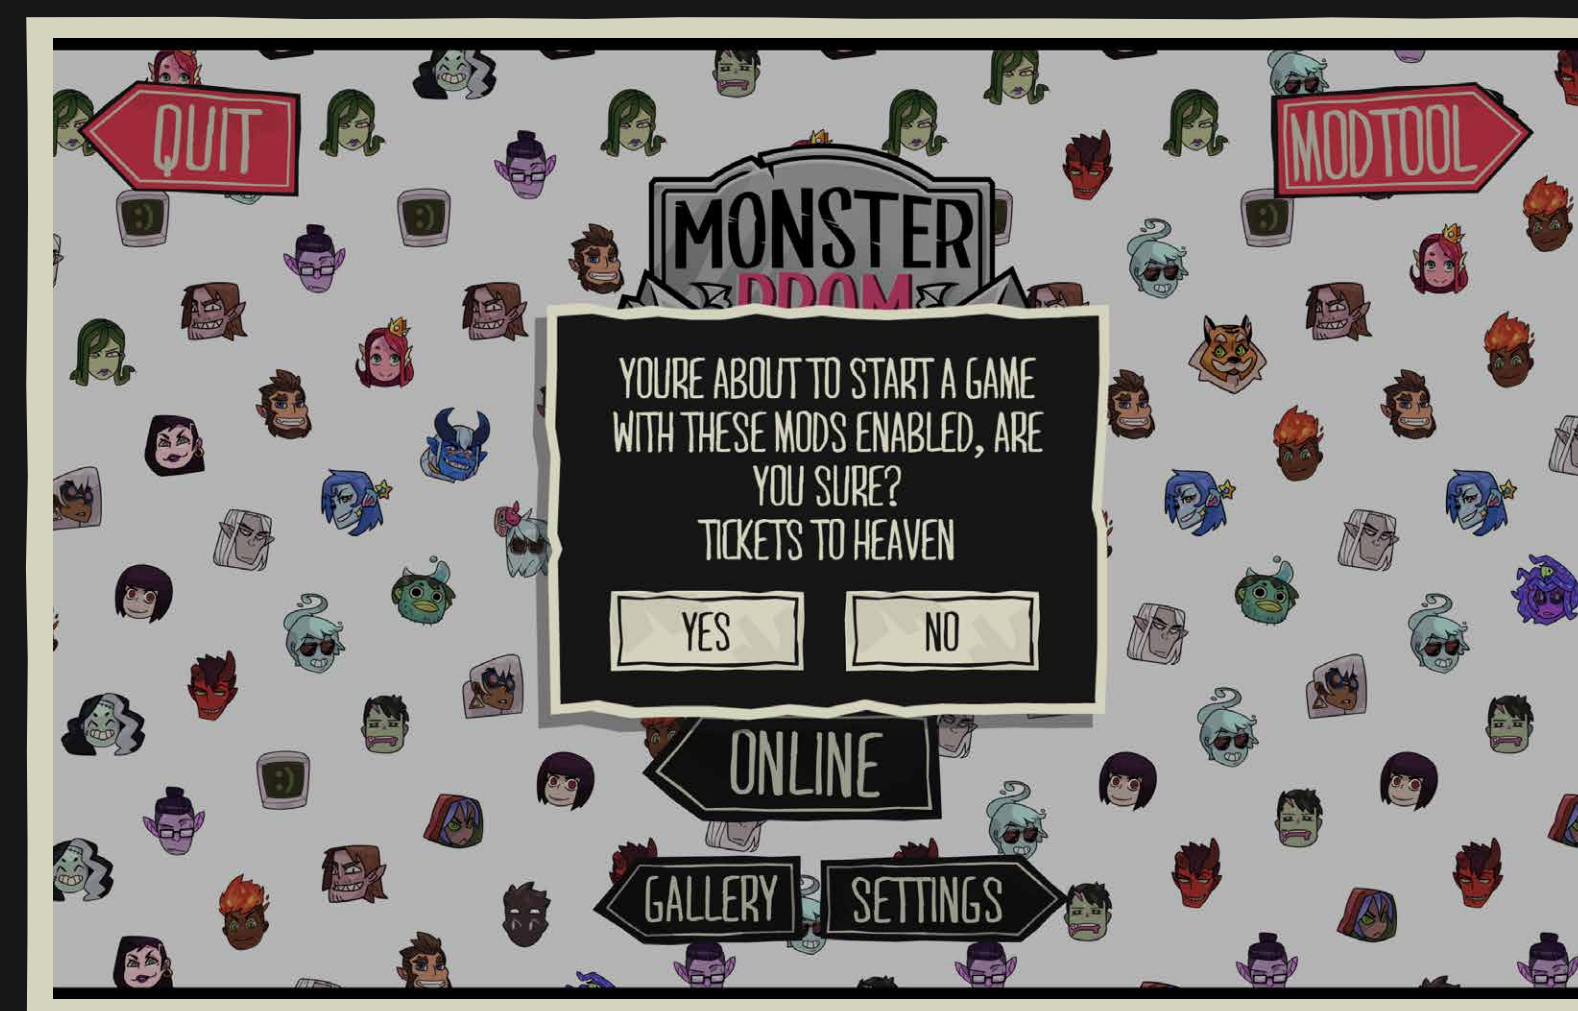 QUIT
MODTOOL
MONSTER
PROM
YOURE ABOUT TO START A GAME
WITH THESE MODS ENABLED, ARE
YOU SURE?
TICKETS TO HEAVEN
YES
NO
ONLINE
GALLERY
SETTINGS